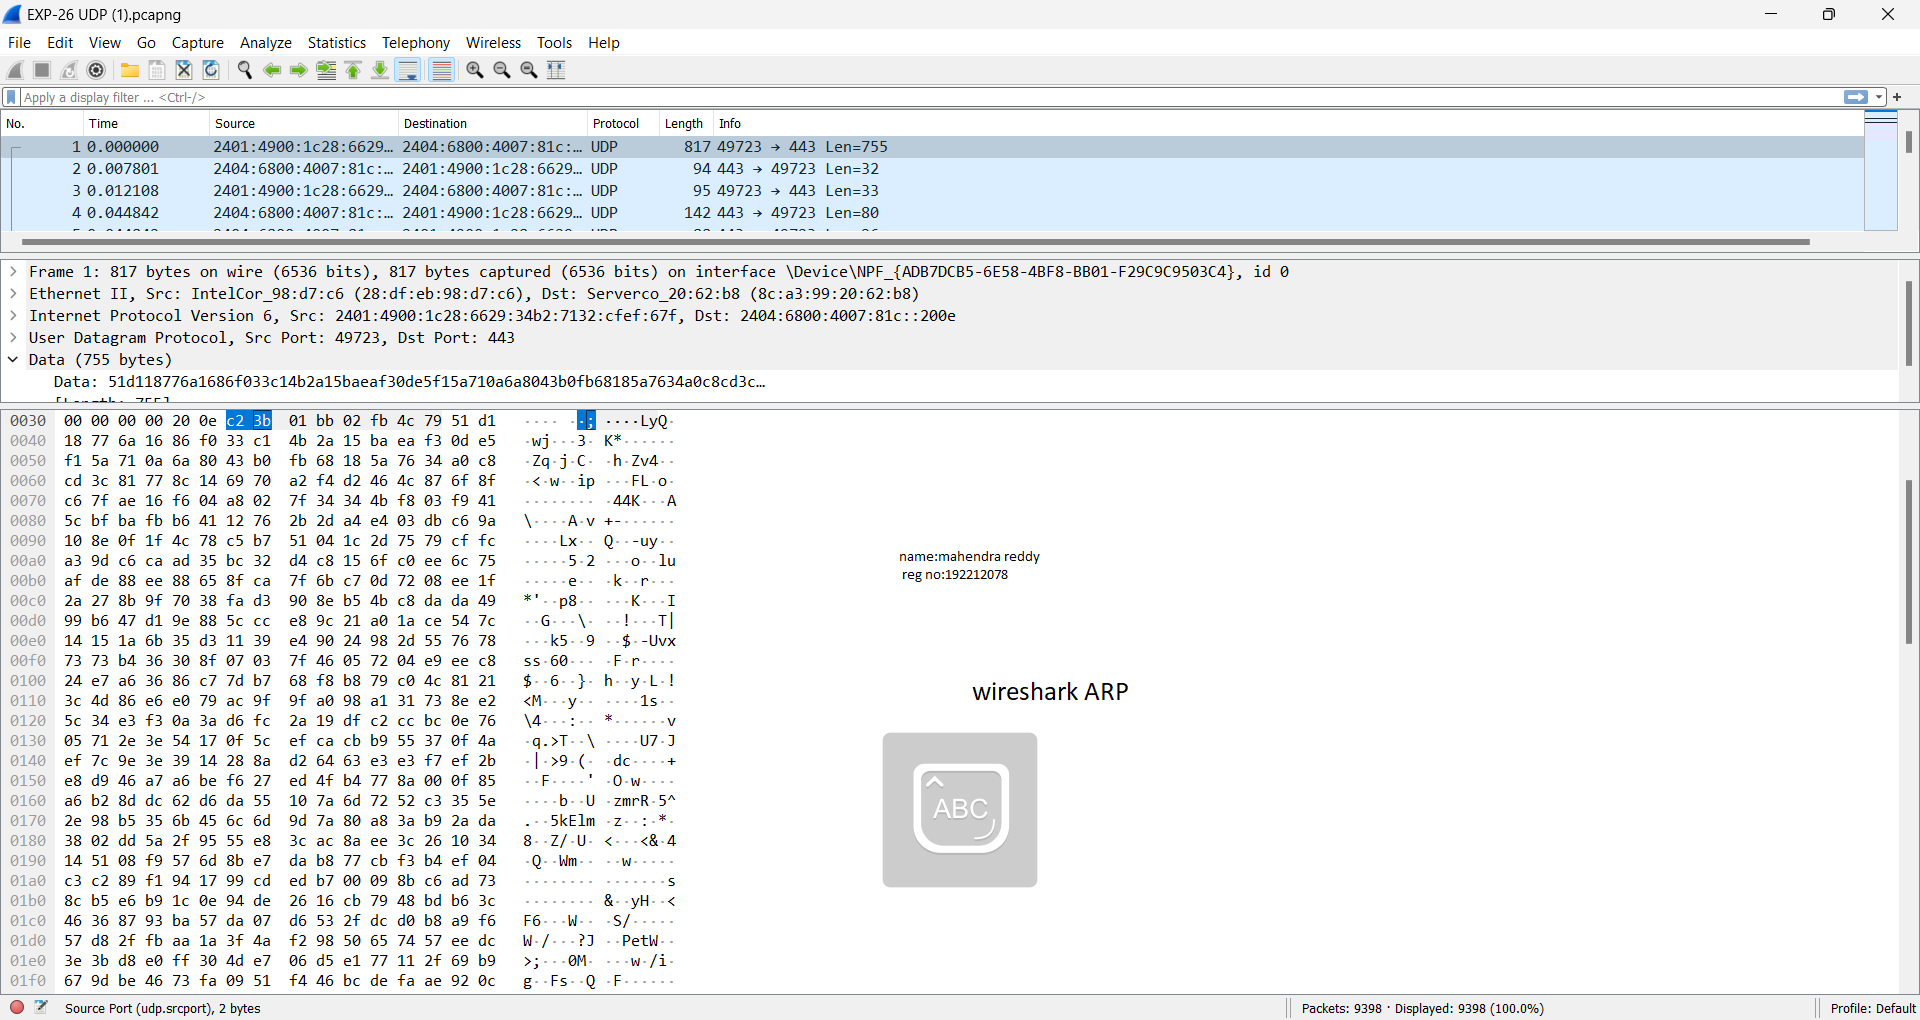 EXP-26 UDP (1).pcapng
File Edit View Go Capture Analyze Statistics Telephony Wireless Tools Help
Apply a display filter ... <Ctrl-/>
No. Time Source Destination Protocol Length Info
1 0.000000 2401:4900:1c28:6629… 2404:6800:4007:81c:… UDP 817 49723 → 443 Len=755
2 0.007801 2404:6800:4007:81c:… 2401:4900:1c28:6629… UDP 94 443 → 49723 Len=32
3 0.012108 2401:4900:1c28:6629… 2404:6800:4007:81c:… UDP 95 49723 → 443 Len=33
4 0.044842 2404:6800:4007:81c:… 2401:4900:1c28:6629… UDP 142 443 → 49723 Len=80
Frame 1: 817 bytes on wire (6536 bits), 817 bytes captured (6536 bits) on interface \Device\NPF_{ADB7DCB5-6E58-4BF8-BB01-F29C9C9503C4}, id 0
Ethernet II, Src: IntelCor_98:d7:c6 (28:df:eb:98:d7:c6), Dst: Serverco_20:62:b8 (8c:a3:99:20:62:b8)
Internet Protocol Version 6, Src: 2401:4900:1c28:6629:34b2:7132:cfef:67f, Dst: 2404:6800:4007:81c::200e
User Datagram Protocol, Src Port: 49723, Dst Port: 443
Data (755 bytes)
Data: 51d118776a1686f033c14b2a15baeaf30de5f15a710a6a8043b0fb68185a7634a0c8cd3c…
0030 00 00 00 00 20 0e c2 3b 01 bb 02 fb 4c 79 51 d1 ···· ··; ····LyQ·
0040 18 77 6a 16 86 f0 33 c1 4b 2a 15 ba ea f3 0d e5 ·wj···3· K*······
0050 f1 5a 71 0a 6a 80 43 b0 fb 68 18 5a 76 34 a0 c8 ·Zq·j·C· ·h·Zv4··
0060 cd 3c 81 77 8c 14 69 70 a2 f4 d2 46 4c 87 6f 8f ·<·w··ip ···FL·o·
0070 c6 7f ae 16 f6 04 a8 02 7f 34 34 4b f8 03 f9 41 ········ ·44K···A
0080 5c bf ba fb b6 41 12 76 2b 2d a4 e4 03 db c6 9a \····A·v +-······
0090 10 8e 0f 1f 4c 78 c5 b7 51 04 1c 2d 75 79 cf fc ····Lx·· Q··-uy··
00a0 a3 9d c6 ca ad 35 bc 32 d4 c8 15 6f c0 ee 6c 75 ·····5·2 ···o··lu
00b0 af de 88 ee 88 65 8f ca 7f 6b c7 0d 72 08 ee 1f ·····e·· ·k··r···
00c0 2a 27 8b 9f 70 38 fa d3 90 8e b5 4b c8 da da 49 *'··p8·· ···K···I
00d0 99 b6 47 d1 9e 88 5c cc e8 9c 21 a0 1a ce 54 7c ··G···\· ··!···T|
00e0 14 15 1a 6b 35 d3 11 39 e4 90 24 98 2d 55 76 78 ···k5··9 ··$·-Uvx
00f0 73 73 b4 36 30 8f 07 03 7f 46 05 72 04 e9 ee c8 ss·60··· ·F·r····
0100 24 e7 a6 36 86 c7 7d b7 68 f8 b8 79 c0 4c 81 21 $··6··}· h··y·L·!
0110 3c 4d 86 e6 e0 79 ac 9f 9f a0 98 a1 31 73 8e e2 <M···y·· ····1s··
0120 5c 34 e3 f3 0a 3a d6 fc 2a 19 df c2 cc bc 0e 76 \4···:·· *······v
0130 05 71 2e 3e 54 17 0f 5c ef ca cb b9 55 37 0f 4a ·q.>T··\ ····U7·J
0140 ef 7c 9e 3e 39 14 28 8a d2 64 63 e3 e3 f7 ef 2b ·|·>9·(· ·dc····+
0150 e8 d9 46 a7 a6 be f6 27 ed 4f b4 77 8a 00 0f 85 ··F····' ·O·w····
0160 a6 b2 8d dc 62 d6 da 55 10 7a 6d 72 52 c3 35 5e ····b··U ·zmrR·5^
0170 2e 98 b5 35 6b 45 6c 6d 9d 7a 80 a8 3a b9 2a da .··5kElm ·z··:·*·
0180 38 02 dd 5a 2f 95 55 e8 3c ac 8a ee 3c 26 10 34 8··Z/·U· <···<&·4
0190 14 51 08 f9 57 6d 8b e7 da b8 77 cb f3 b4 ef 04 ·Q··Wm·· ··w·····
01a0 c3 c2 89 f1 94 17 99 cd ed b7 00 09 8b c6 ad 73 ········ ·······s
01b0 8c b5 e6 b9 1c 0e 94 de 26 16 cb 79 48 bd b6 3c ········ &··yH··<
01c0 46 36 87 93 ba 57 da 07 d6 53 2f dc d0 b8 a9 f6 F6···W·· ·S/·····
01d0 57 d8 2f fb aa 1a 3f 4a f2 98 50 65 74 57 ee dc W·/···?J ··PetW··
01e0 3e 3b d8 e0 ff 30 4d e7 06 d5 e1 77 11 2f 69 b9 >;···0M· ···w·/i·
01f0 67 9d be 46 73 fa 09 51 f4 46 bc de fa ae 92 0c g··Fs··Q ·F······
name:mahendra reddy
reg no:192212078
wireshark ARP
ABC
Source Port (udp.srcport), 2 bytes
Packets: 9398 · Displayed: 9398 (100.0%)
Profile: Default